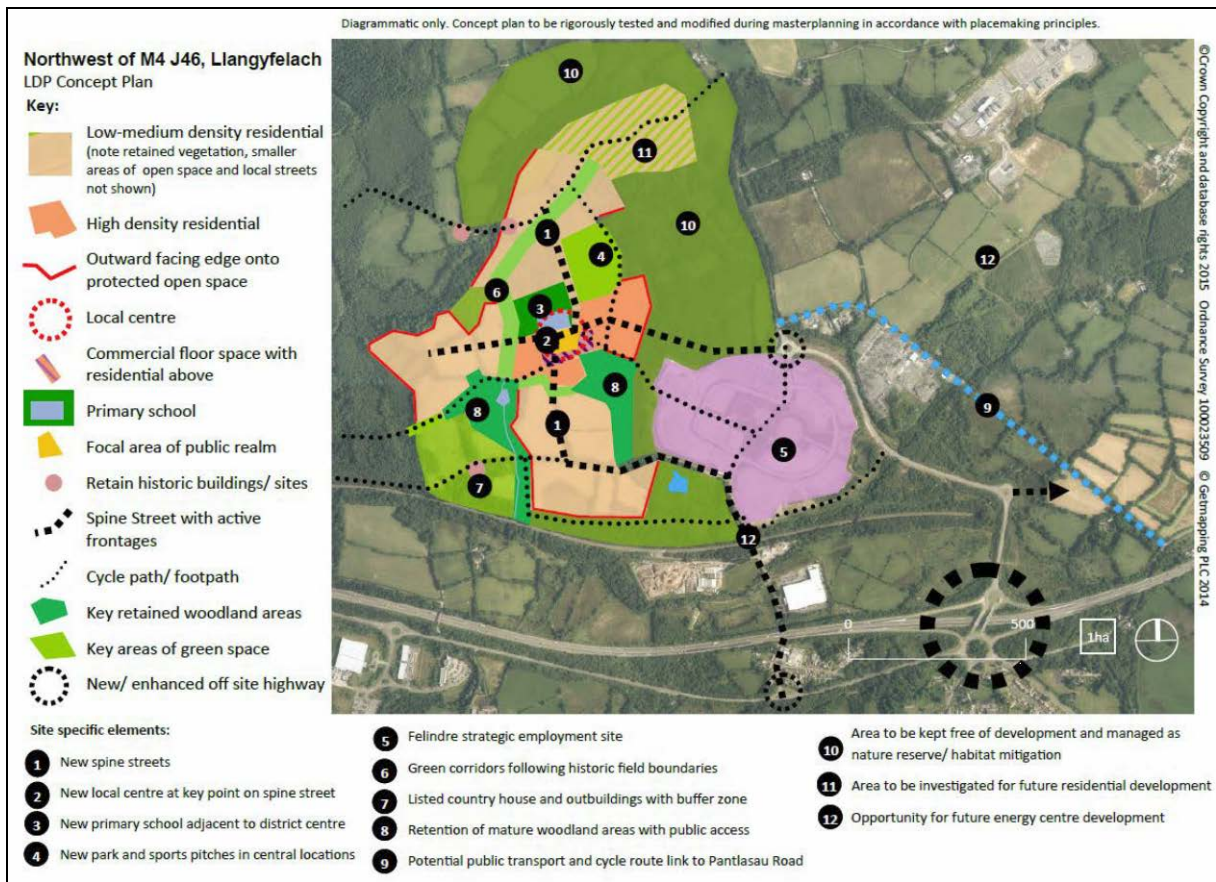 Diagrammatic only. Concept plan to be rigorously tested and modified during masterplanning in accordance with placemaking principles.
Northwest of M4 J46, Llangyfelach
LDP Concept Plan
Key:
Low-medium density residential
(note retained vegetation, smaller
areas of open space and local streets
not shown)
High density residential
Outward facing edge onto
protected open space
Local centre
Commercial floor space with
residential above
Primary school
Focal area of public realm
Retain historic buildings/ sites
Spine Street with active
frontages
Cycle path/ footpath
Key retained woodland areas
Key areas of green space
New/ enhanced off site highway
10
11
10
1
4
12
6
3
2
8
8
9
1
5
7
12
0
500
1ha
©Crown Copyright and database rights 2015 Ordnance Survey 100023509 © Getmapping PLC 2014
Site specific elements:
1 New spine streets
2 New local centre at key point on spine street
3 New primary school adjacent to district centre
4 New park and sports pitches in central locations
5 Felindre strategic employment site
6 Green corridors following historic field boundaries
7 Listed country house and outbuildings with buffer zone
8 Retention of mature woodland areas with public access
9 Potential public transport and cycle route link to Pantlasau Road
10 Area to be kept free of development and managed as
nature reserve/ habitat mitigation
11 Area to be investigated for future residential development
12 Opportunity for future energy centre development